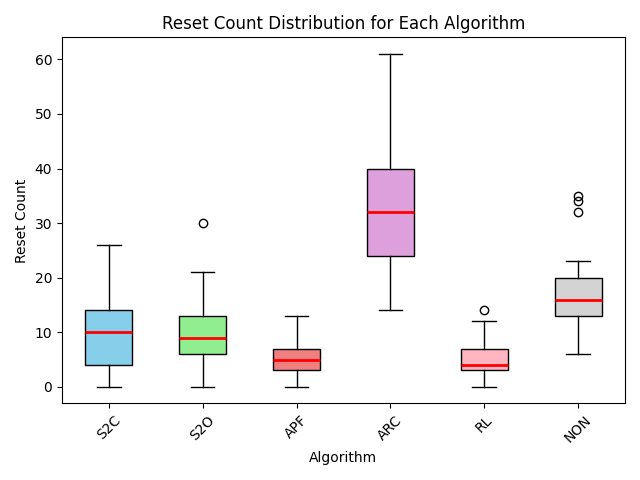 Reset Count Distribution for Each Algorithm
Reset Count
60
50
40
30
20
10
0
S2C
S2O
APF
ARC
RL
NON
Algorithm